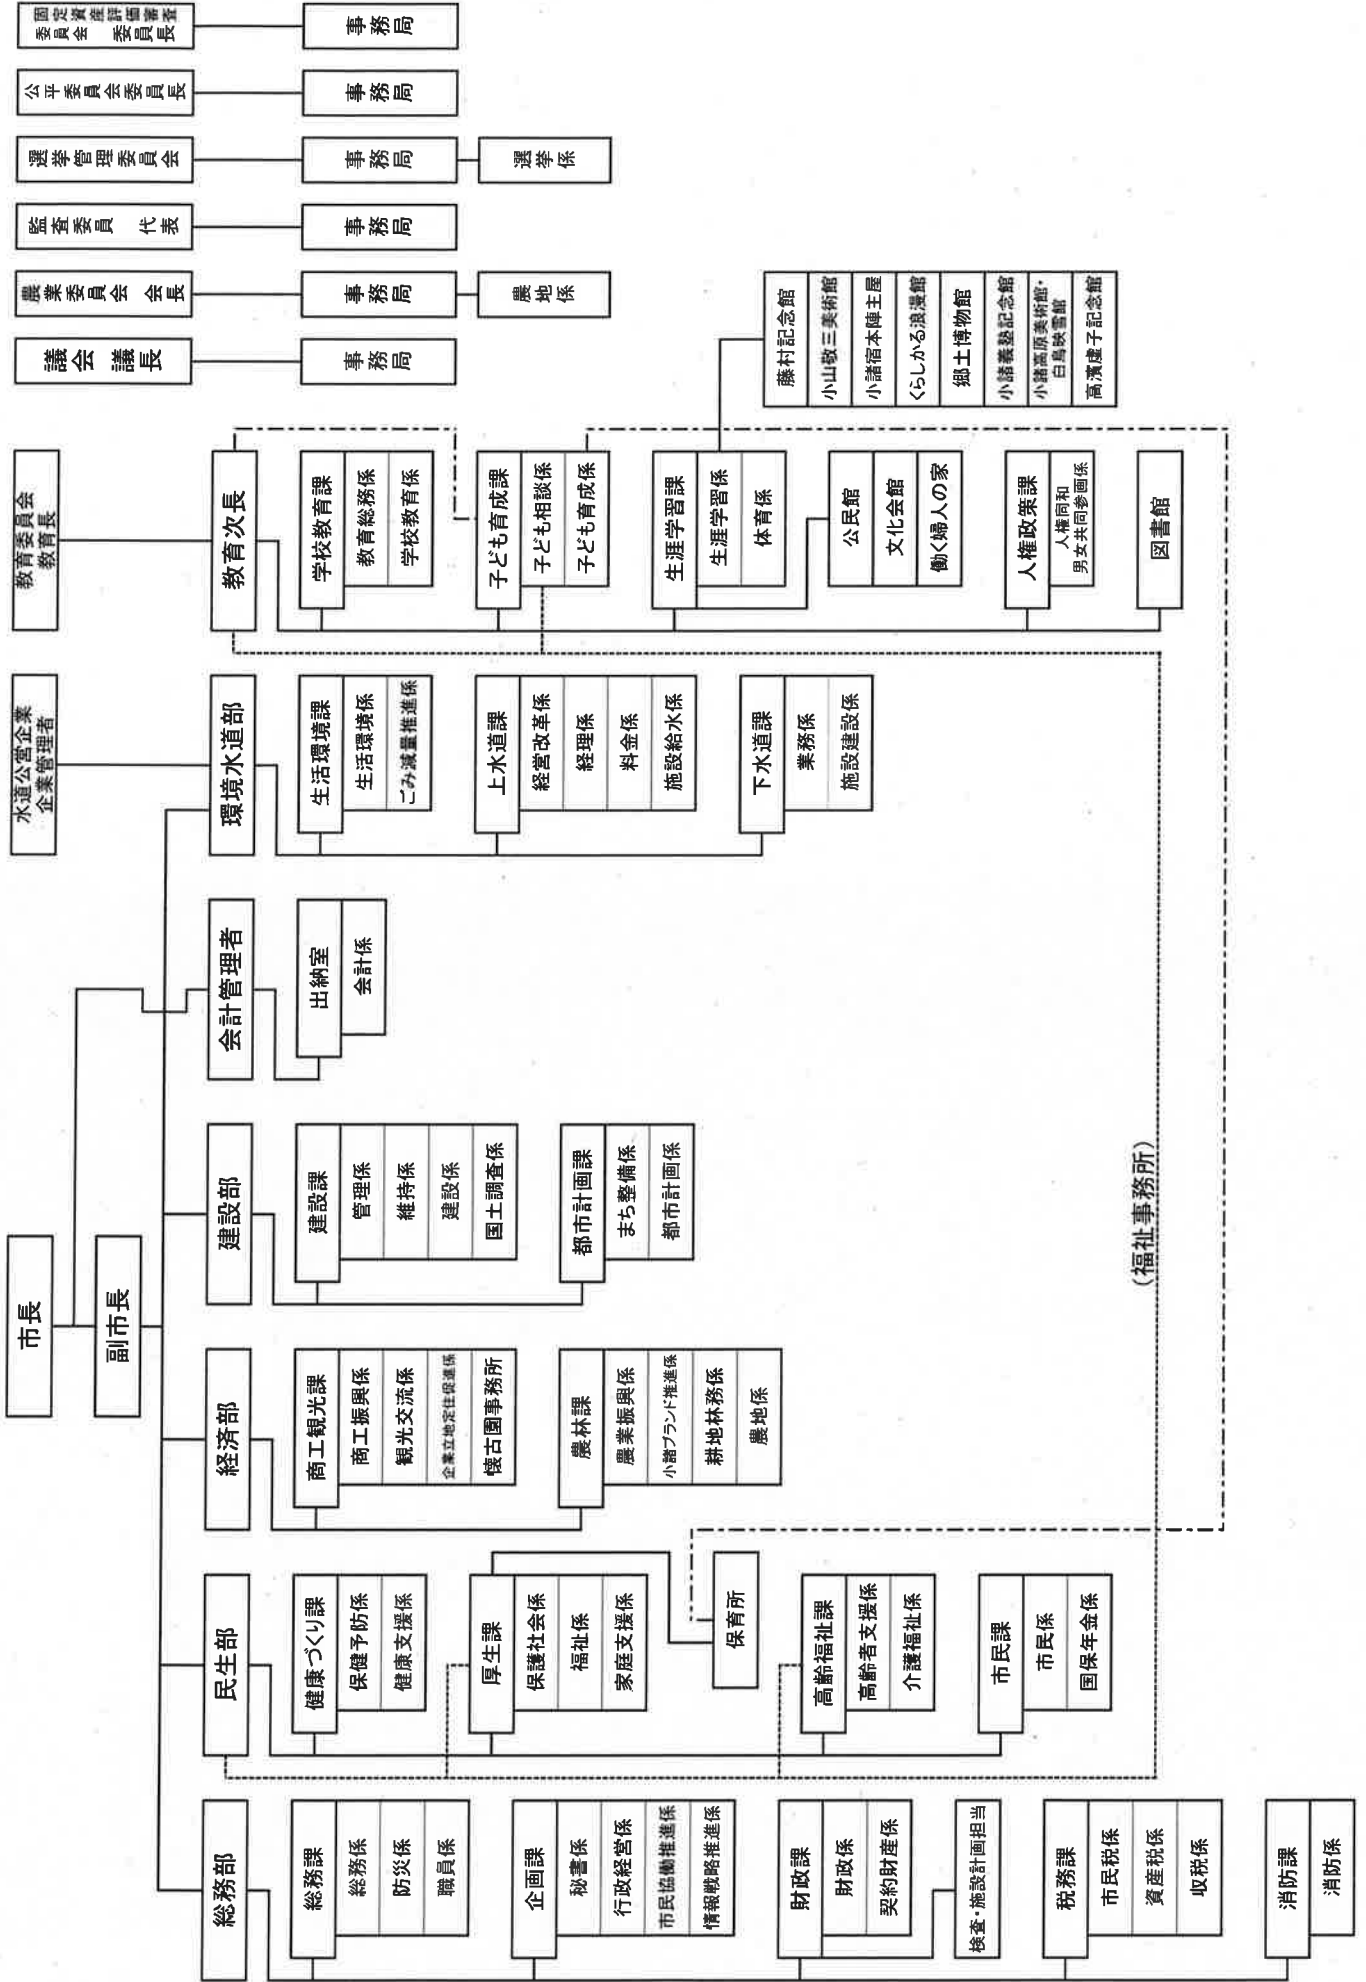 市長
副市長
総務部
総務課
総務係
防災係
職員係
企画課
秘書係
行政経営係
市民協働推進係
情報戦略推進係
財政課
財政係
契約財産係
検査・施設計画担当
税務課
市民税係
資産税係
収税係
消防課
消防係
民生部
健康づくり課
保健予防係
健康支援係
厚生課
保護社会係
福祉係
家庭支援係
保育所
高齢福祉課
高齢者支援係
介護福祉係
市民課
市民係
国保年金係
経済部
商工観光課
商工振興係
観光交流係
企業立地定住促進係
懐古園事務所
農林課
農業振興係
小諸ブランド推進係
耕地林務係
農地係
建設部
建設課
管理係
維持係
建設係
国土調査係
都市計画課
まち整備係
都市計画係
(福祉事務所)
会計管理者
出納室
会計係
水道公営企業
企業管理者
環境水道部
生活環境課
生活環境係
ごみ減量推進係
上水道課
経営改革係
経理係
料金係
施設給水係
下水道課
業務係
施設建設係
教育委員会
教育長
教育次長
学校教育課
教育総務係
学校教育係
子ども育成課
子ども相談係
子ども育成係
生涯学習課
生涯学習係
体育係
公民館
文化会館
働く婦人の家
人権政策課
人権同和
男女共同参画係
図書館
藤村記念館
小山敬三美術館
小諸宿本陣主屋
くらしかる浪漫館
郷土博物館
小諸義塾記念館
小諸高原美術館・
白鳥映雪館
高濱虚子記念館
議会 議長
事務局
農業委員会 会長
事務局
農地係
監査委員 代表
事務局
選挙管理委員会
事務局
選挙係
公平委員会委員長
事務局
固定資産評価審査
委員会 委員長
事務局